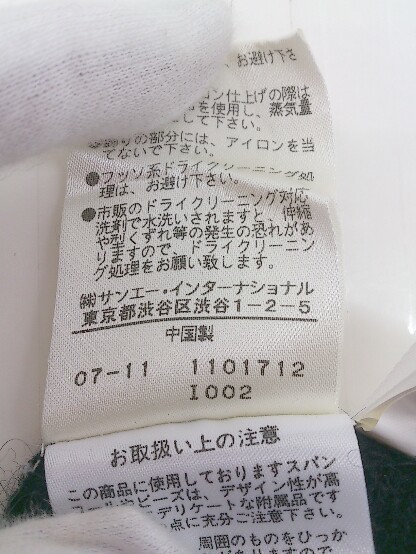 、お避け下さ
ロン仕上げの際は
を使用し、蒸気量
して下さい。
飾りの部分には、アイロンを当
てないで下さい。
●フッソ系ドライクリーニング処
理は、お避け下さい。
●市販のドライクリーニング対応
洗剤で水洗いされますと、伸縮
や型くずれ等の発生の恐れがあ
りますので、ドライクリーニン
グ処理をお願い致します。
㈱サンエー・インターナショナル
東京都渋谷区渋谷1-2-5
中国製
07-11 1101712
I002
お取扱い上の注意
この商品に使用しておりますスパン
コールやビーズは、デザイン性が高
デリケートな附属品です
点に充分ご注意下さい。
周囲のものをひっか